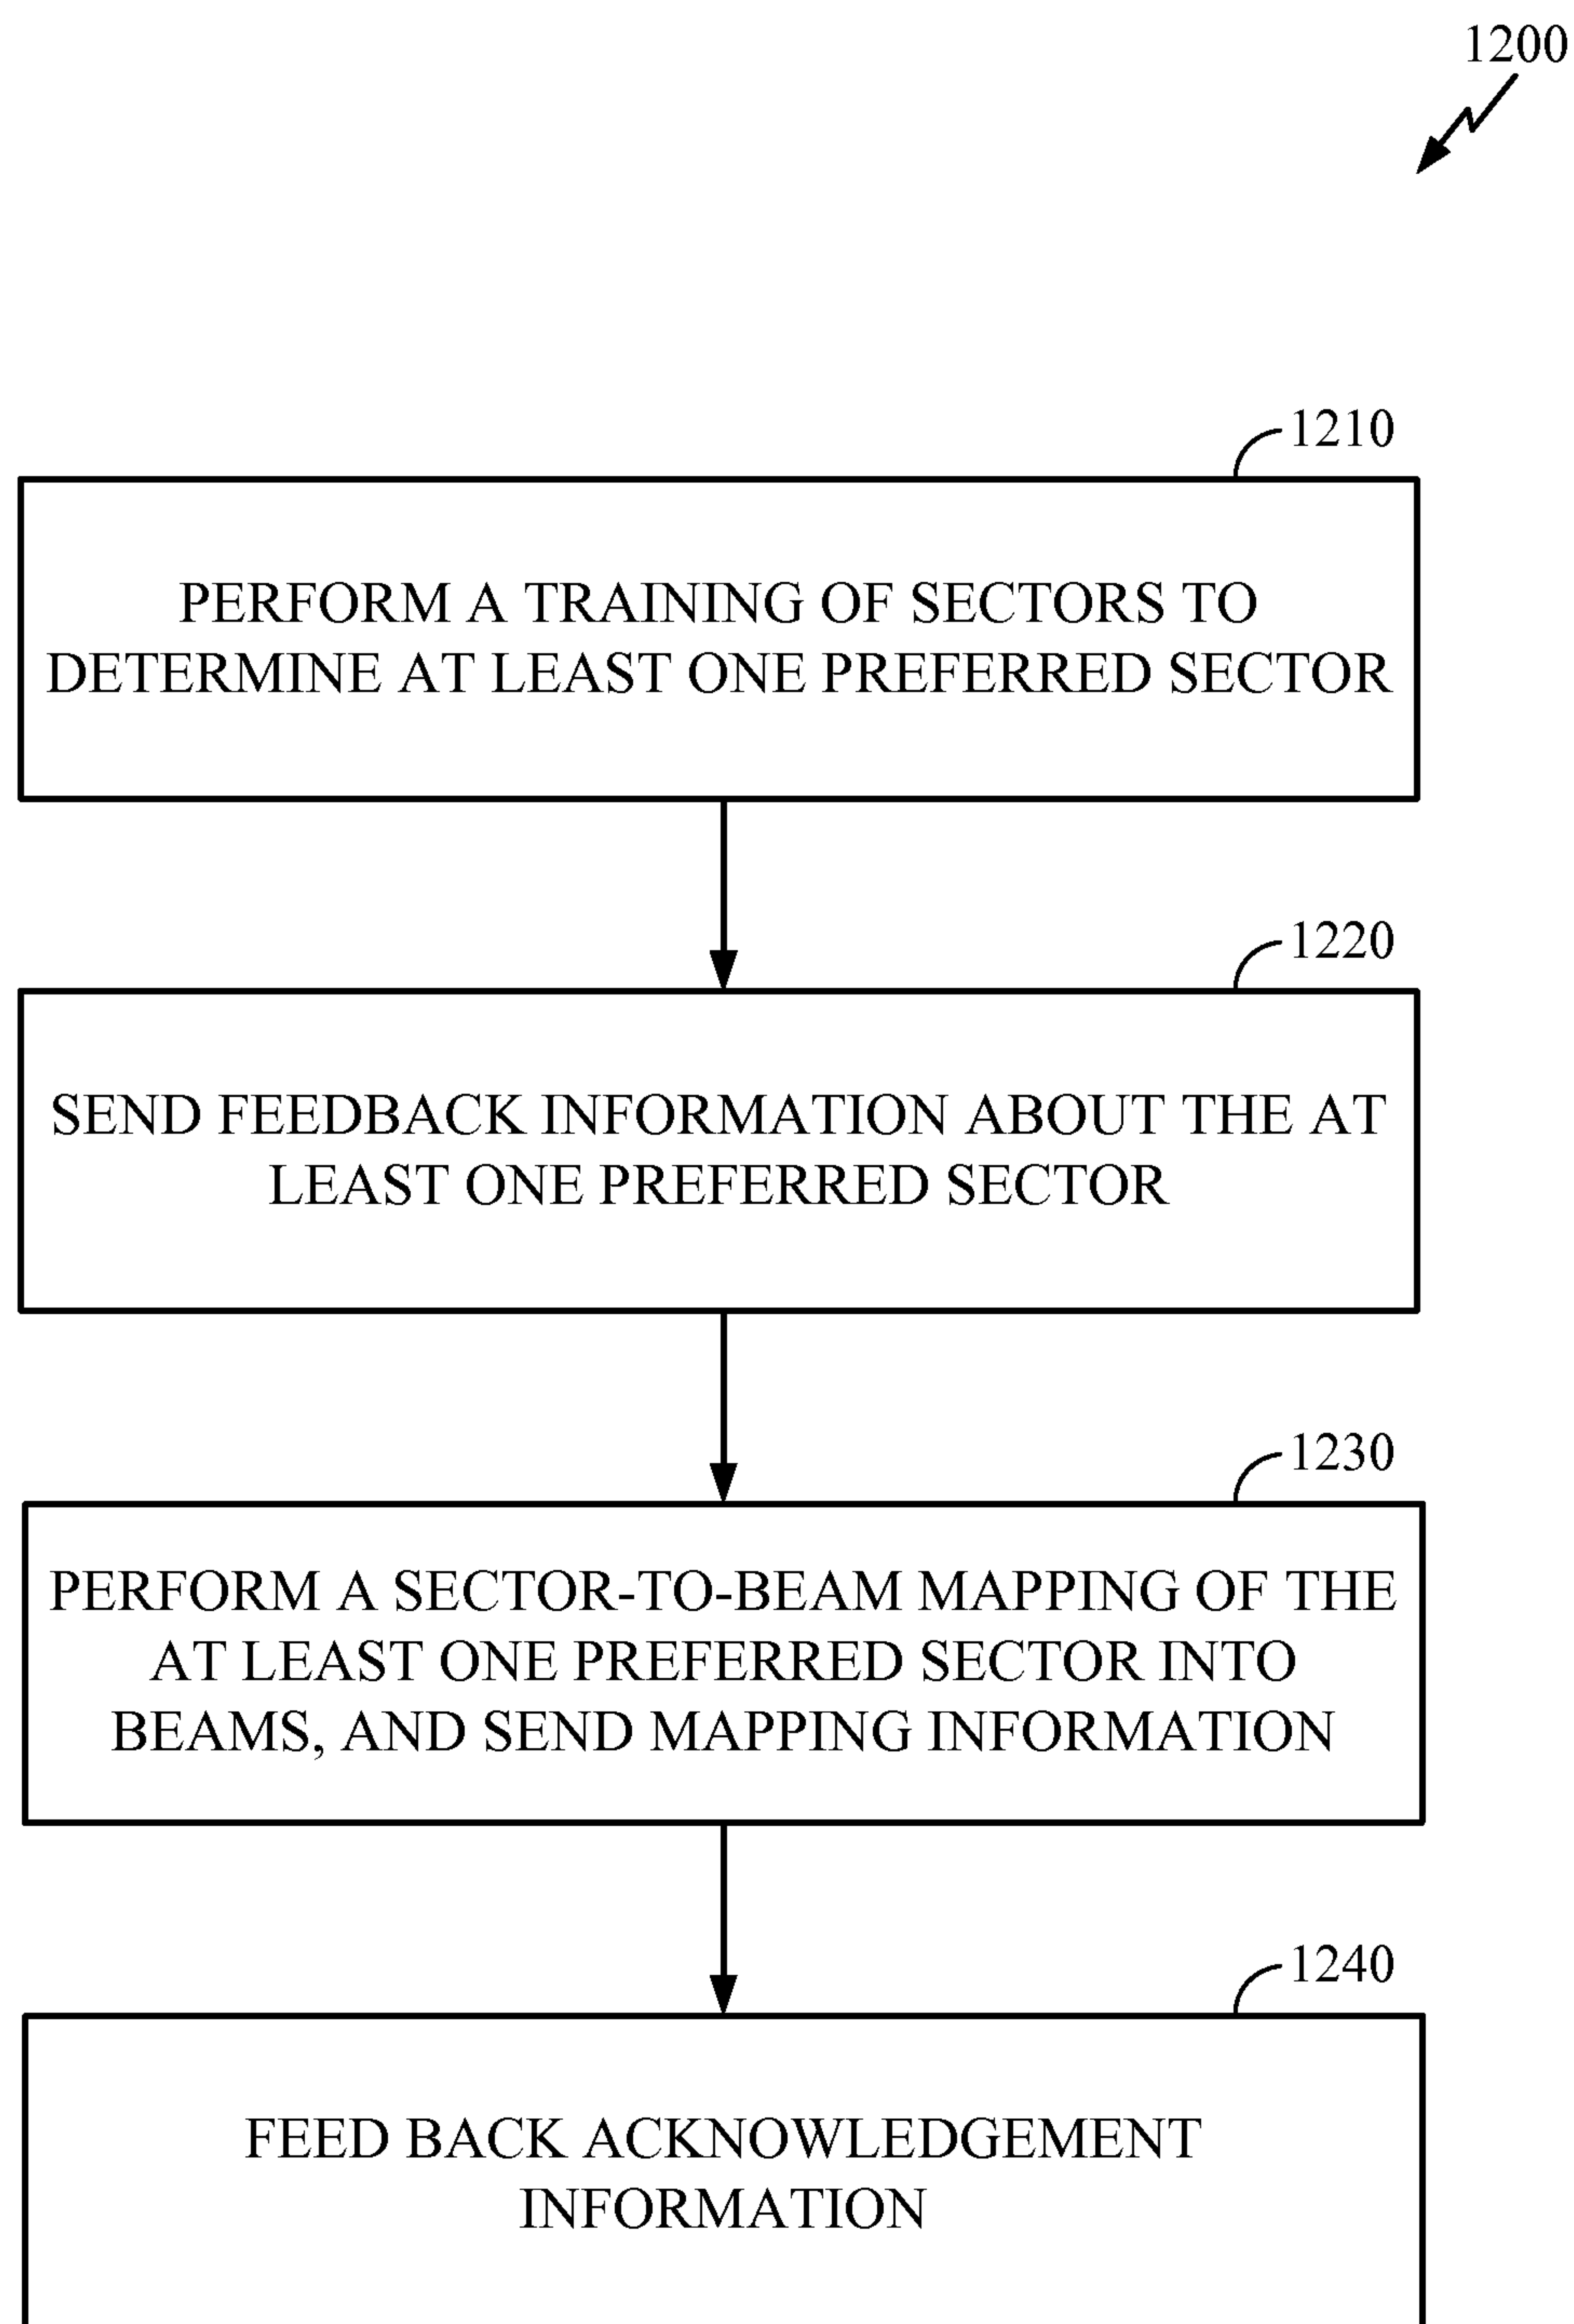 1200
1210
PERFORM A TRAINING OF SECTORS TO
DETERMINE AT LEAST ONE PREFERRED SECTOR
1220
SEND FEEDBACK INFORMATION ABOUT THE AT
LEAST ONE PREFERRED SECTOR
1230
PERFORM A SECTOR-TO-BEAM MAPPING OF THE
AT LEAST ONE PREFERRED SECTOR INTO
BEAMS, AND SEND MAPPING INFORMATION
1240
FEED BACK ACKNOWLEDGEMENT
INFORMATION